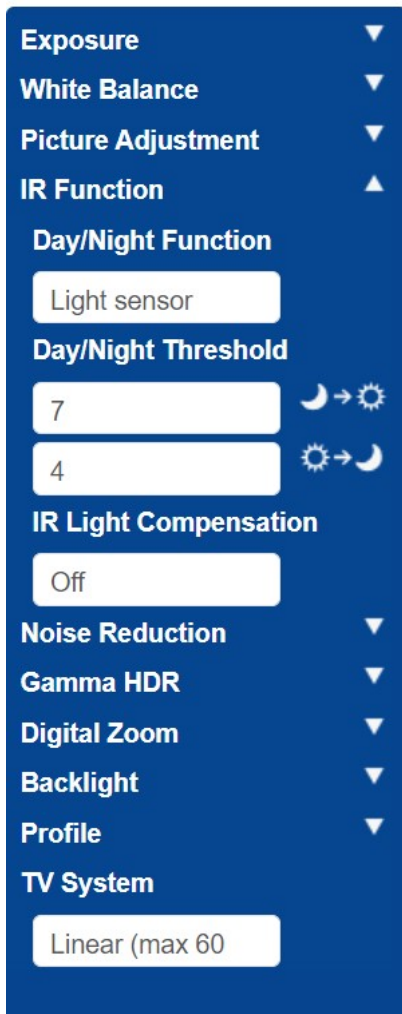 Exposure
White Balance
Picture Adjustment
IR Function
Day/Night Function
Light sensor
Day/Night Threshold
7
4
IR Light Compensation
Off
Noise Reduction
Gamma HDR
Digital Zoom
Backlight
Profile
TV System
Linear (max 60